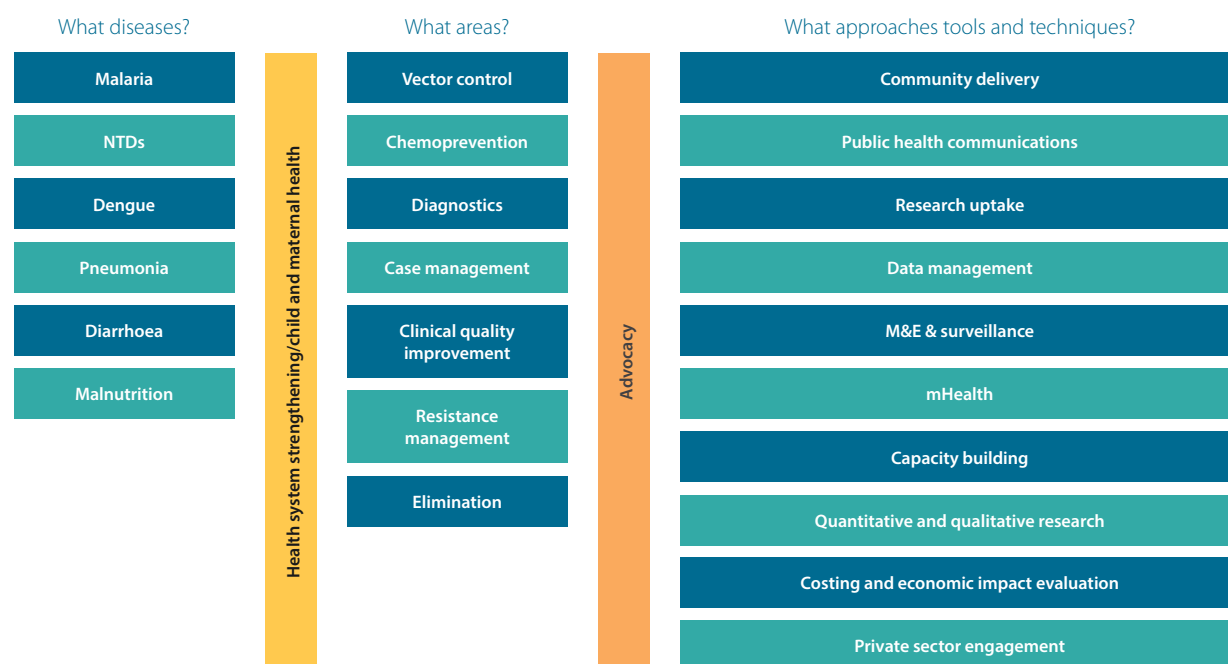 What diseases?
Malaria
NTDs
Dengue
Pneumonia
Diarrhoea
Malnutrition
Health system strengthening/child and maternal health
What areas?
Vector control
Chemoprevention
Diagnostics
Case management
Clinical quality
improvement
Resistance
management
Elimination
Advocacy
What approaches tools and techniques?
Community delivery
Public health communications
Research uptake
Data management
M&E & surveillance
mHealth
Capacity building
Quantitative and qualitative research
Costing and economic impact evaluation
Private sector engagement